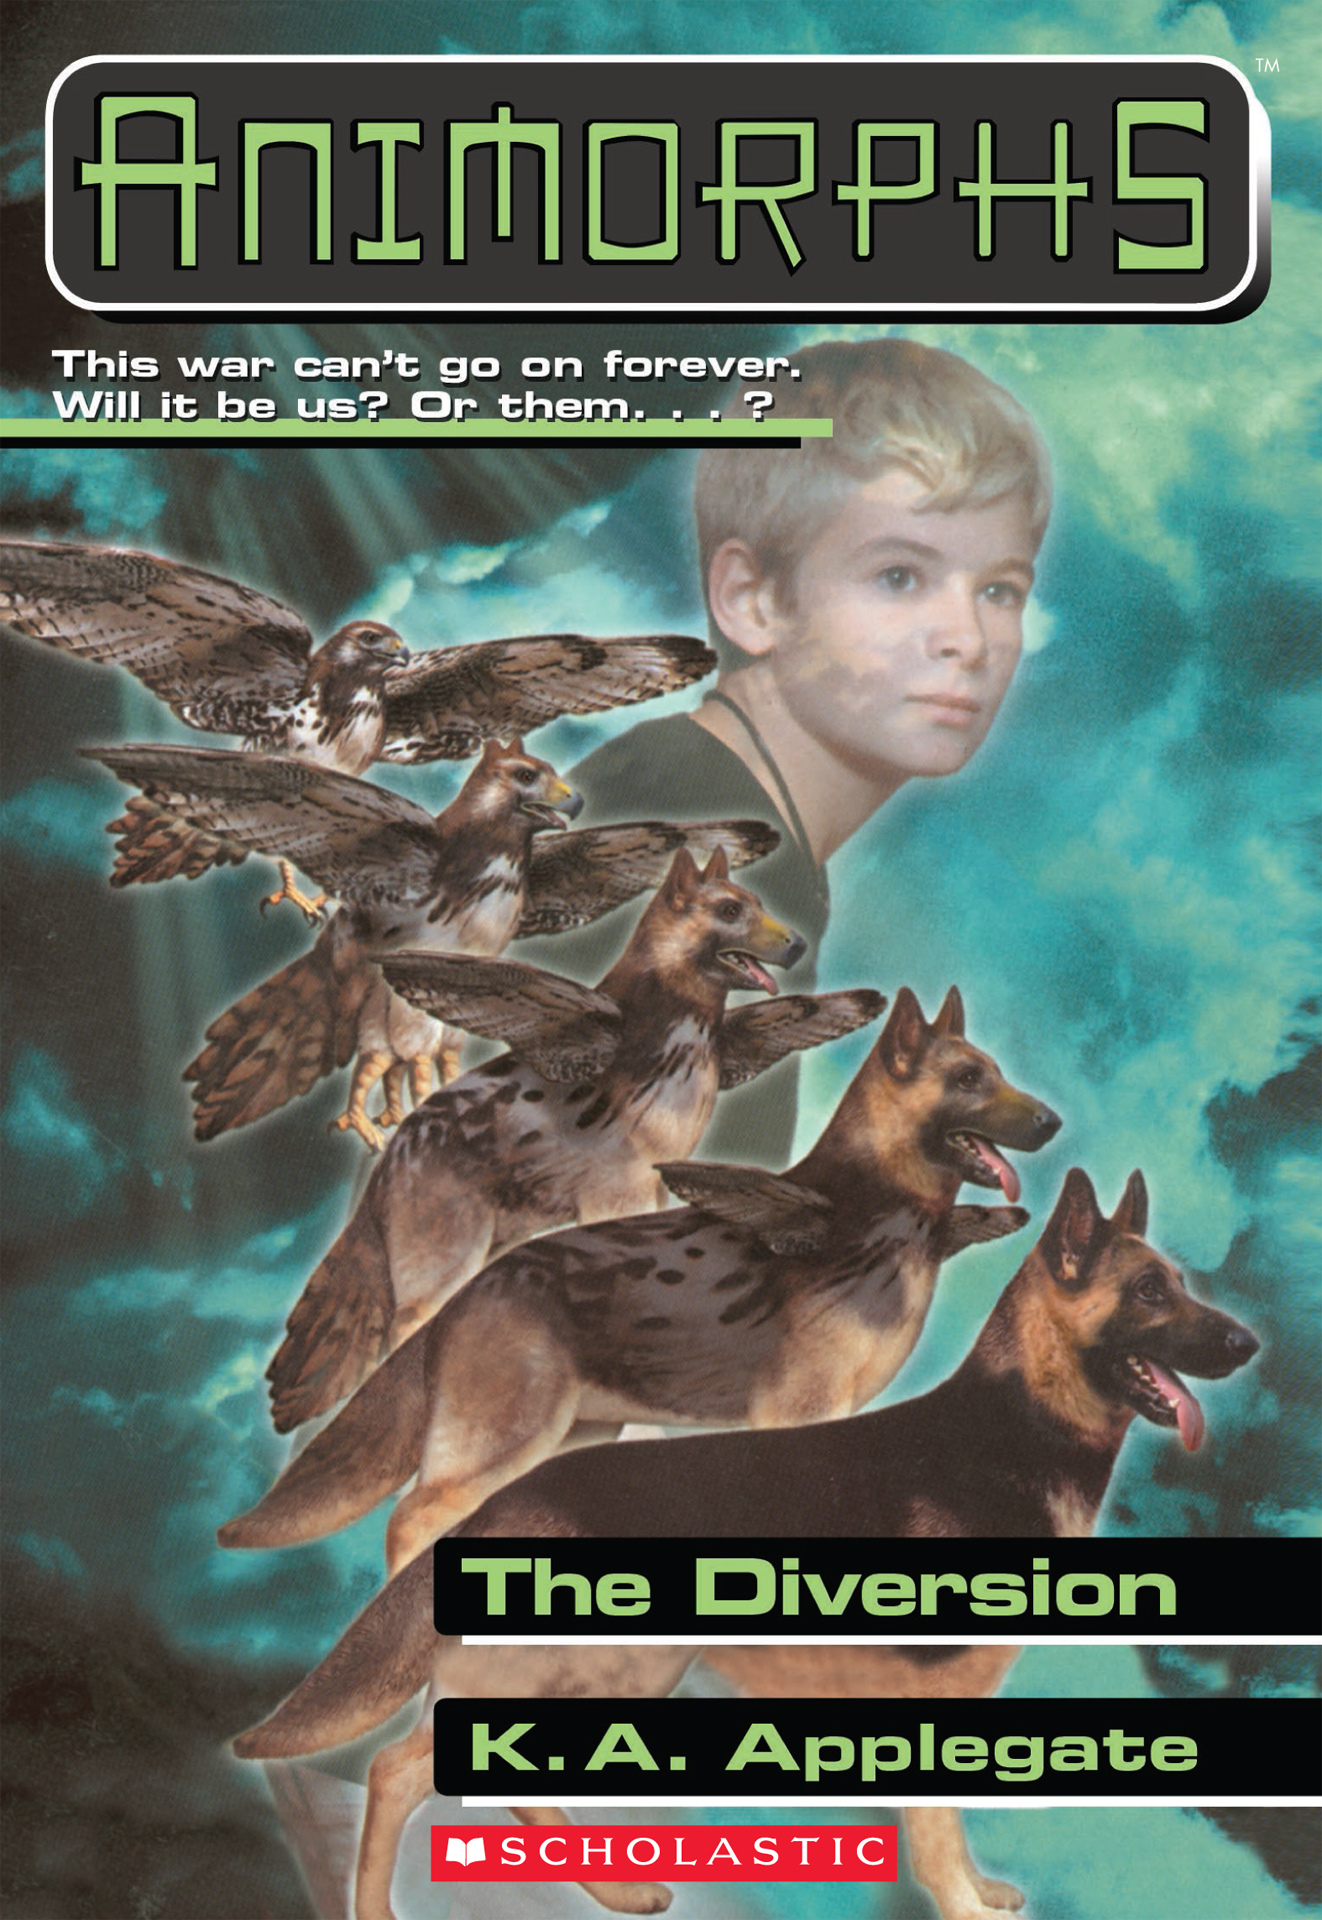 ANIMORPHS
TM
This war can't go on forever.
Will it be us? Or them. . . ?
The Diversion
K. A. Applegate
SCHOLASTIC